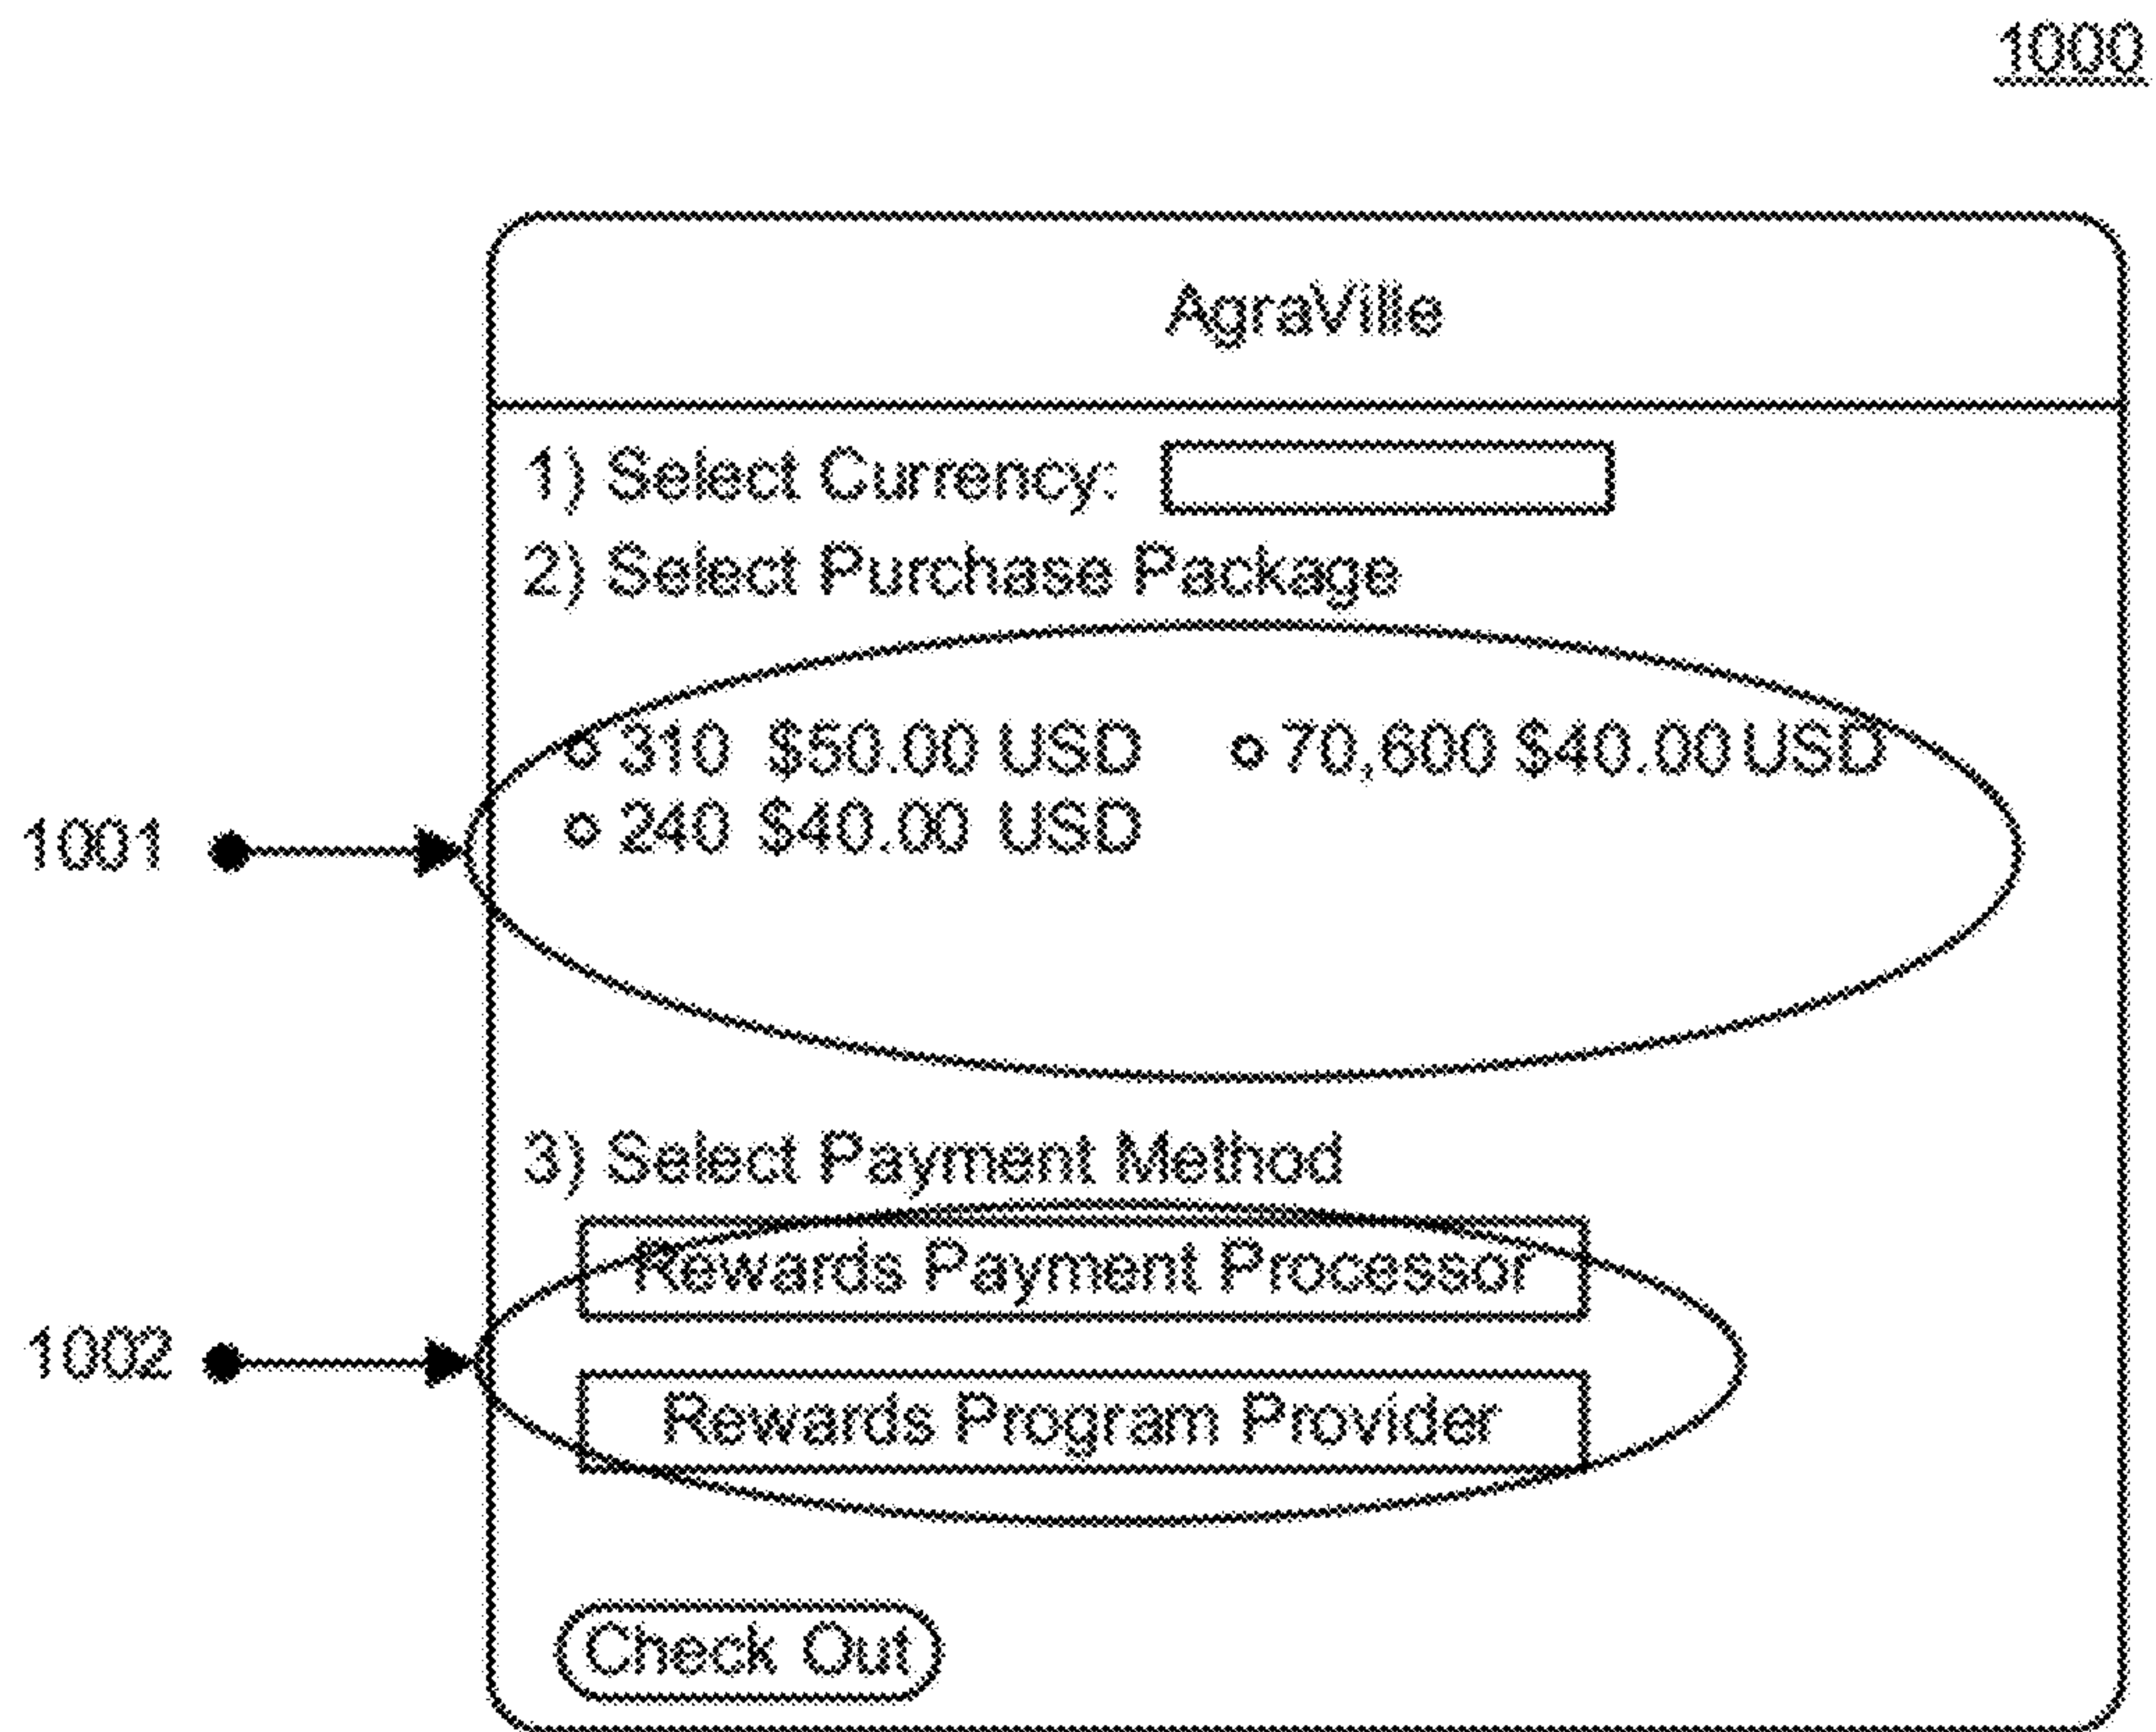 1000
AgraVille
1) Select Currency:
2) Select Purchase Package
310 $50.00 USD 70,600 $40.00 USD
240 $40.00 USD
1001
3) Select Payment Method
Rewards Payment Processor
1002
Rewards Program Provider
Check Out